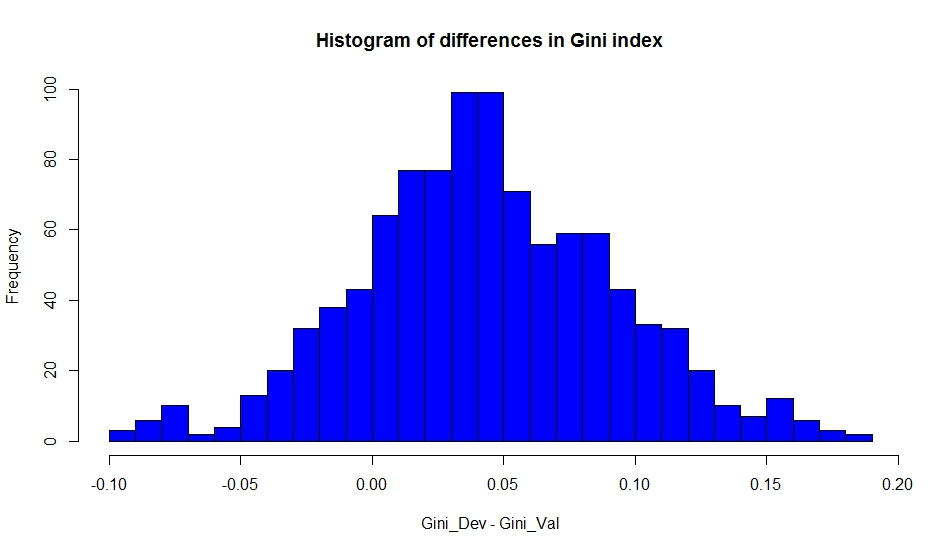 Histogram of differences in Gini index
Frequency
100
80
60
40
20
0
-0.10 -0.05 0.00 0.05 0.10 0.15 0.20
Gini_Dev - Gini_Val